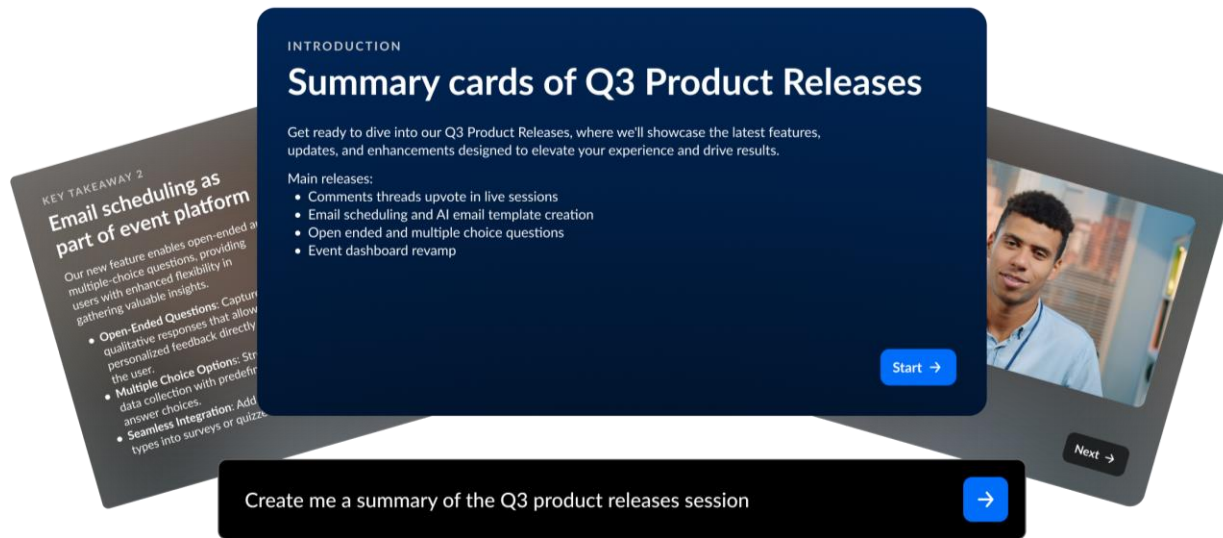 INTRODUCTION
Summary cards of Q3 Product Releases
Get ready to dive into our Q3 Product Releases, where we'll showcase the latest features,
updates, and enhancements designed to elevate your experience and drive results.
Main releases:
• Comments threads upvote in live sessions
• Email scheduling and AI email template creation
• Open ended and multiple choice questions
• Event dashboard revamp
Start →
KEY TAKEAWAY 2
Email scheduling as
part of event platform
Our new feature enables open-ended
multiple-choice questions, providing
users with enhanced flexibility in
gathering valuable insights.
• Open-Ended Questions: Capture
qualitative responses that allow
personalized feedback directly
the user.
• Multiple Choice Options:
data collection with
answer choices.
• Seamless Integration: Add
types into surveys or
Next →
Create me a summary of the Q3 product releases session
→